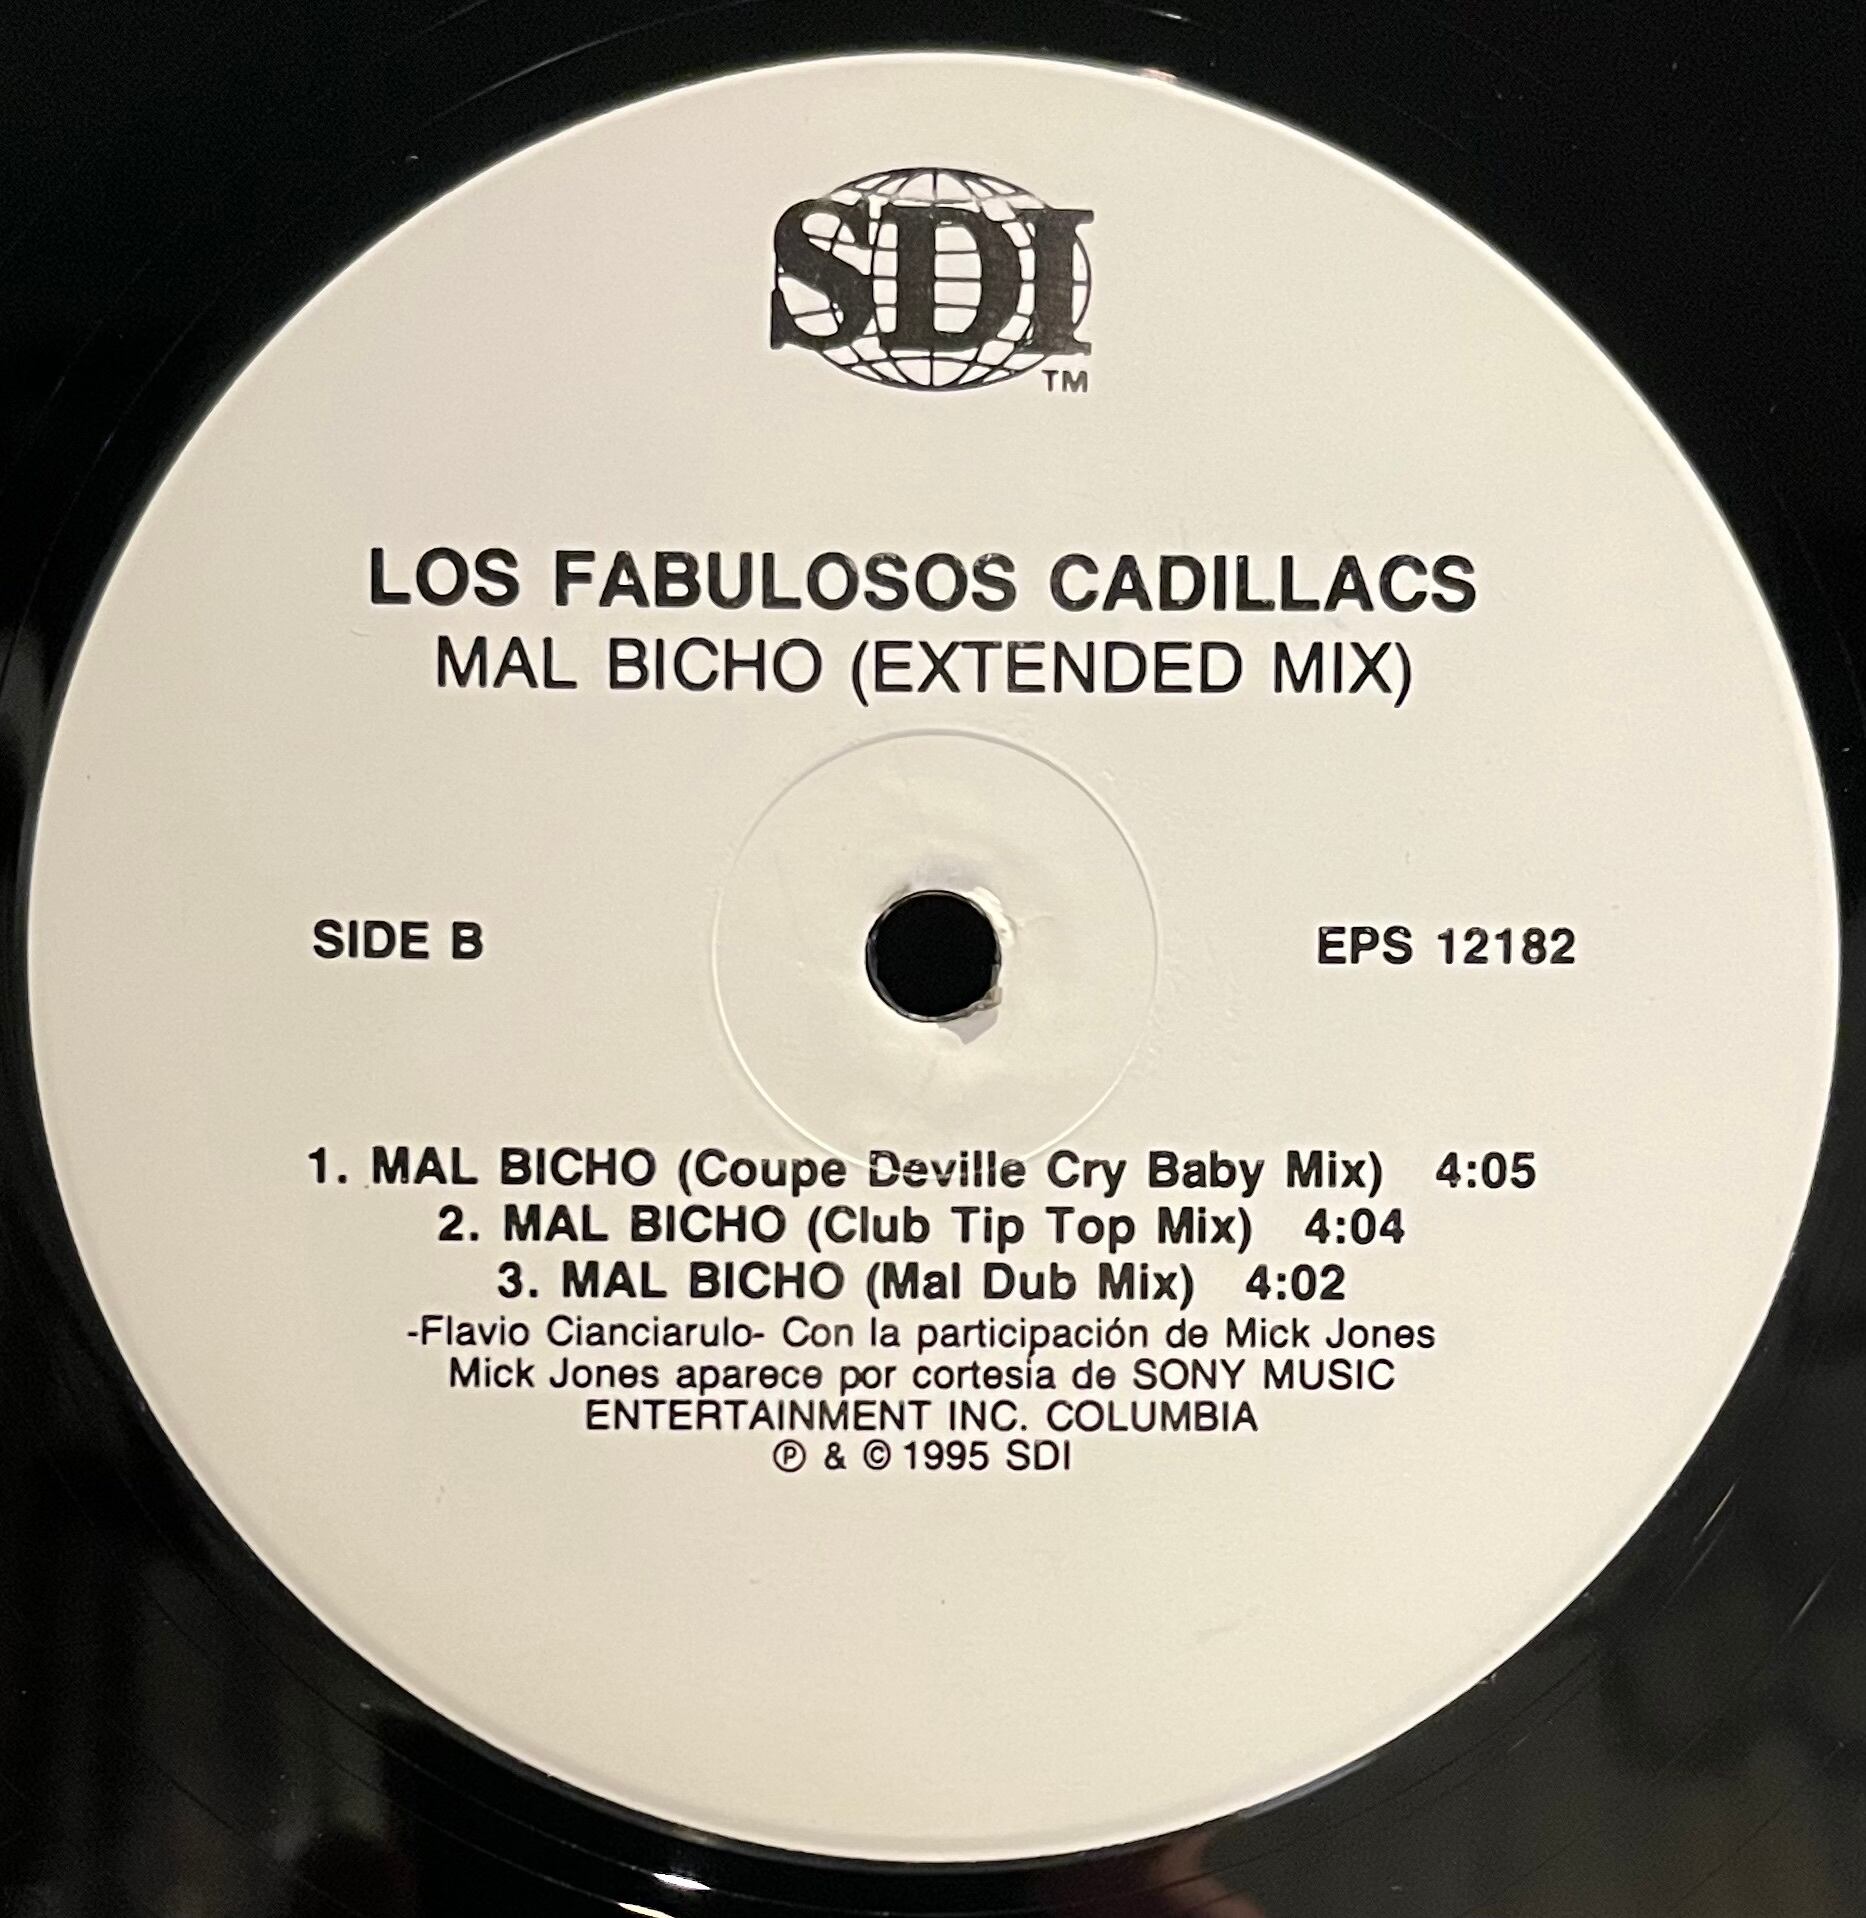 SDI
TM
LOS FABULOSOS CADILLACS
MAL BICHO (EXTENDED MIX)
SIDE B
EPS 12182
1. MAL BICHO (Coupe Deville Cry Baby Mix) 4:05
2. MAL BICHO (Club Tip Top Mix) 4:04
3. MAL BICHO (Mal Dub Mix) 4:02
-Flavio Cianciarulo- Con la participación de Mick Jones
Mick Jones aparece por cortesía de SONY MUSIC
ENTERTAINMENT INC. COLUMBIA
℗ & © 1995 SDI